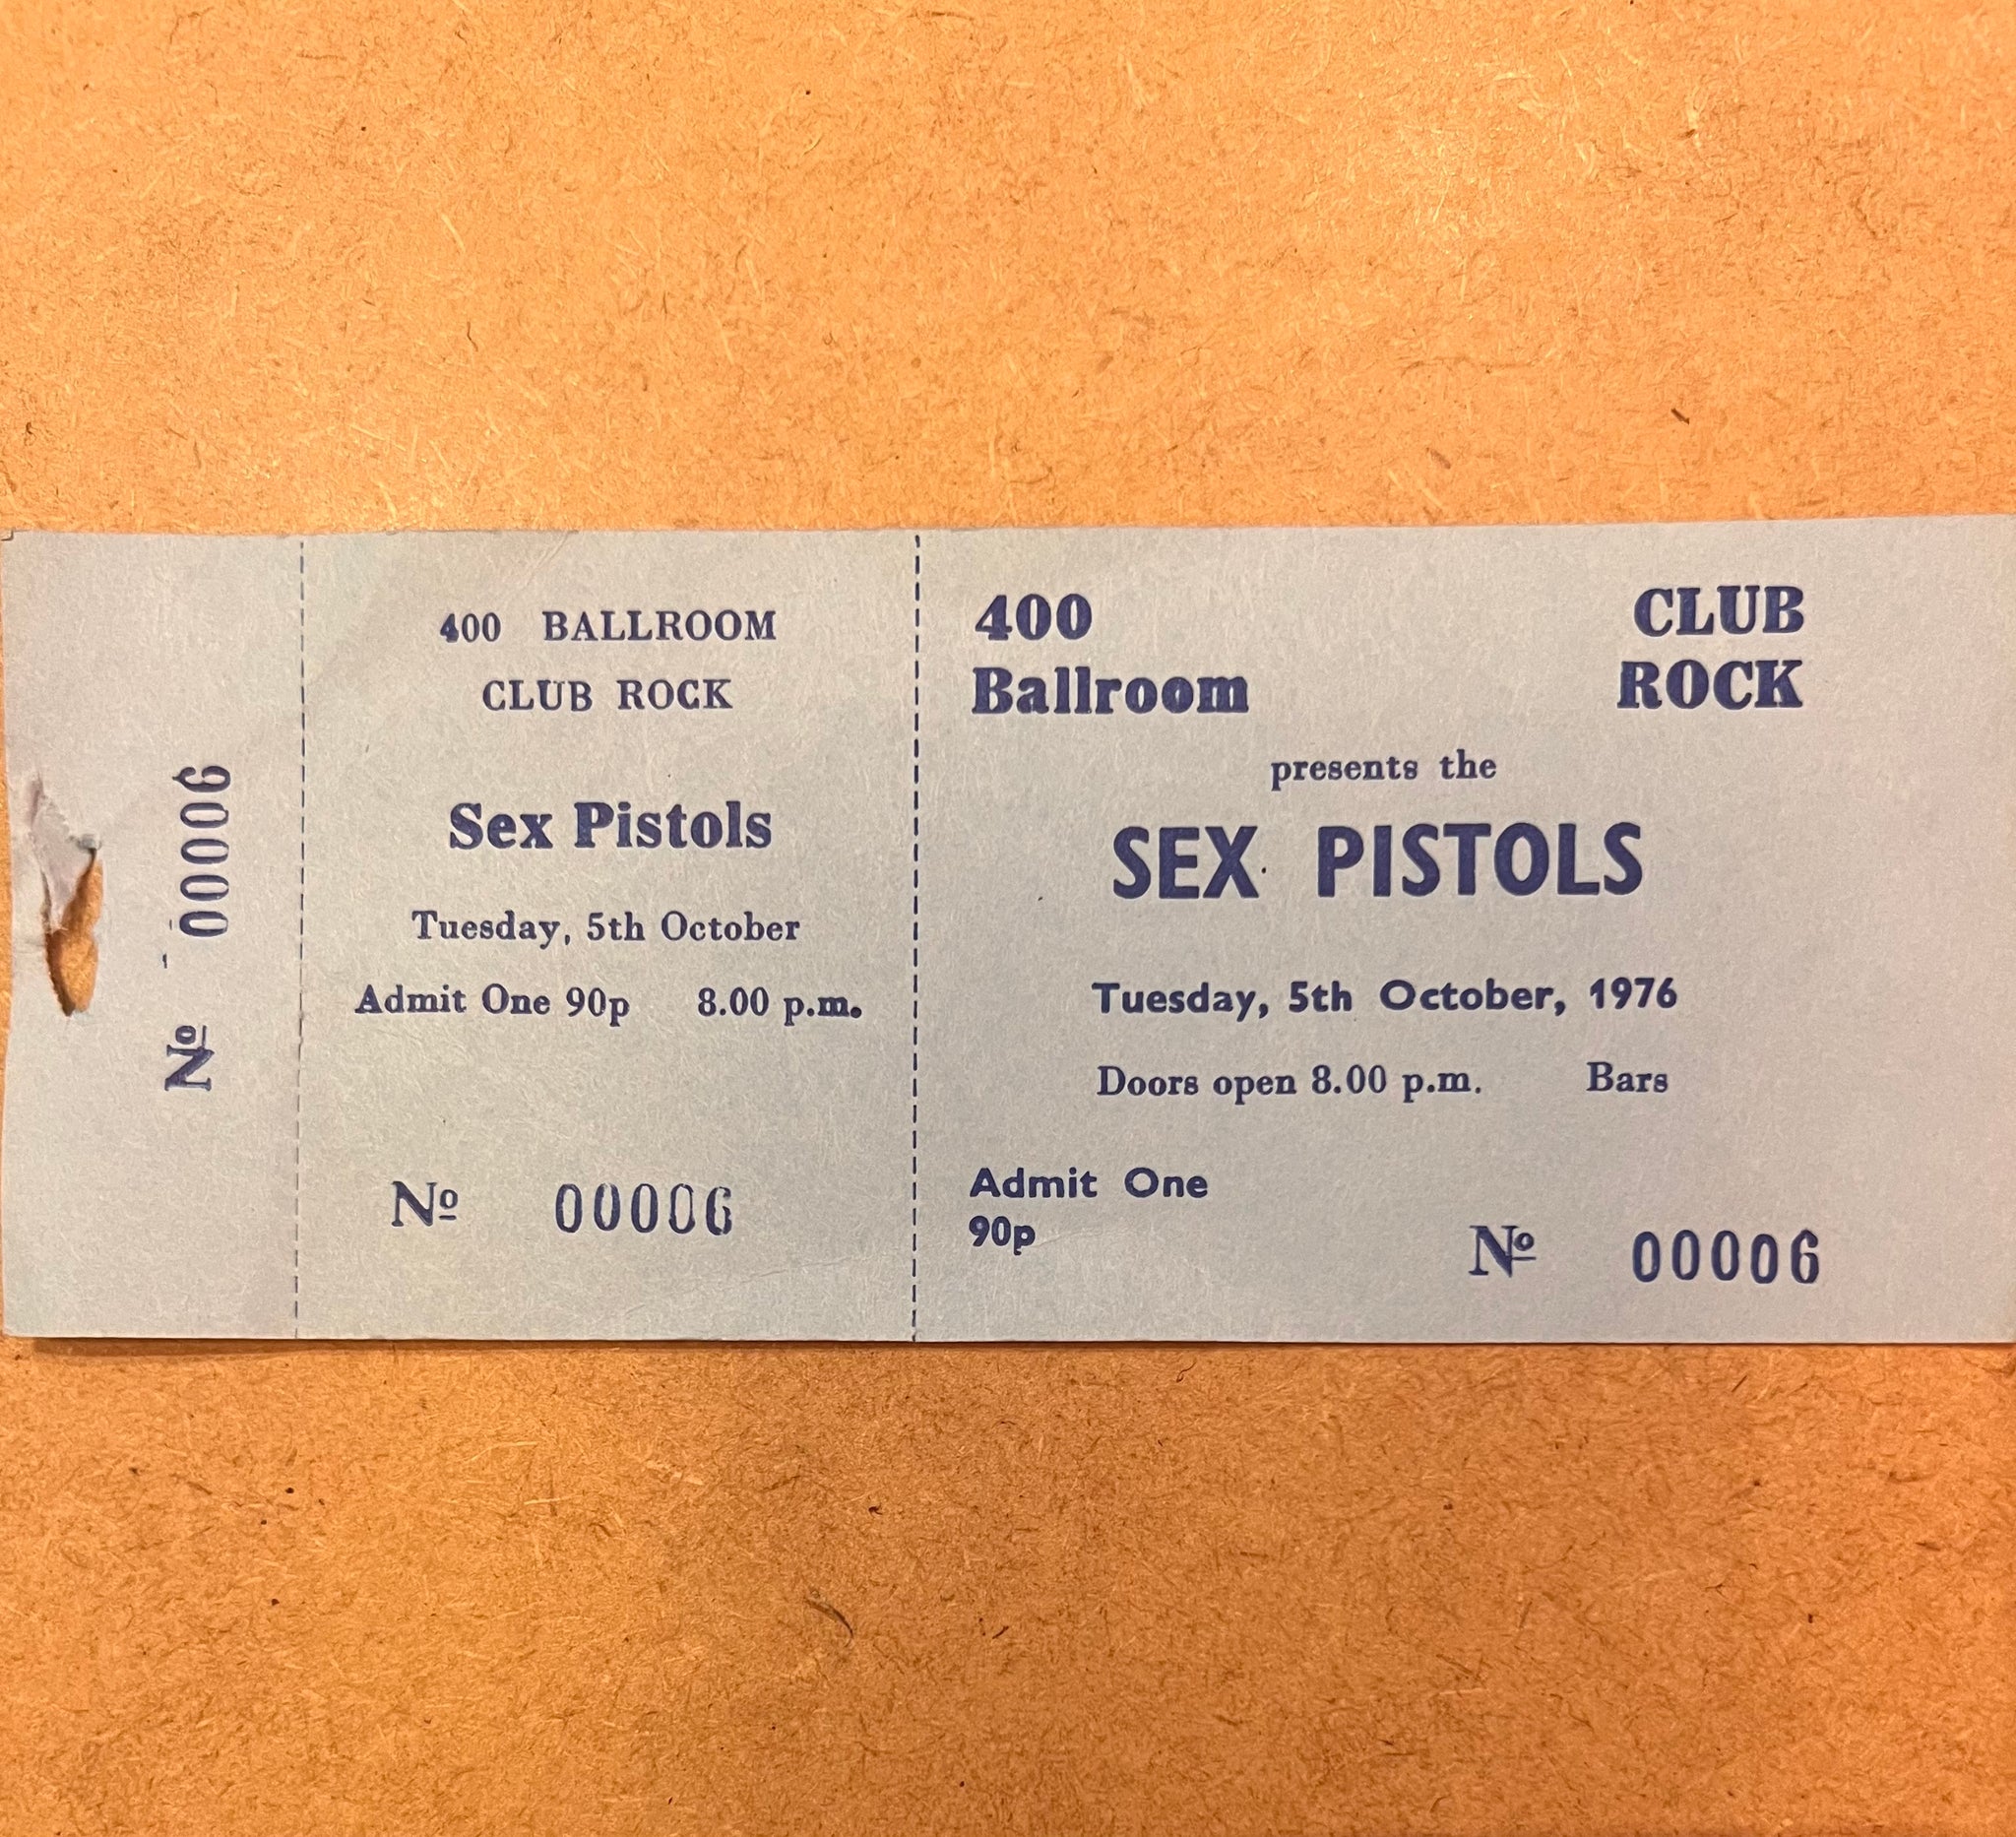 Nº 00006
400 BALLROOM
CLUB ROCK
Sex Pistols
Tuesday, 5th October
Admit One 90p 8.00 p.m.
Nº 00006
400
Ballroom
CLUB
ROCK
presents the
SEX PISTOLS
Tuesday, 5th October, 1976
Doors open 8.00 p.m. Bars
Admit One
90p
Nº 00006